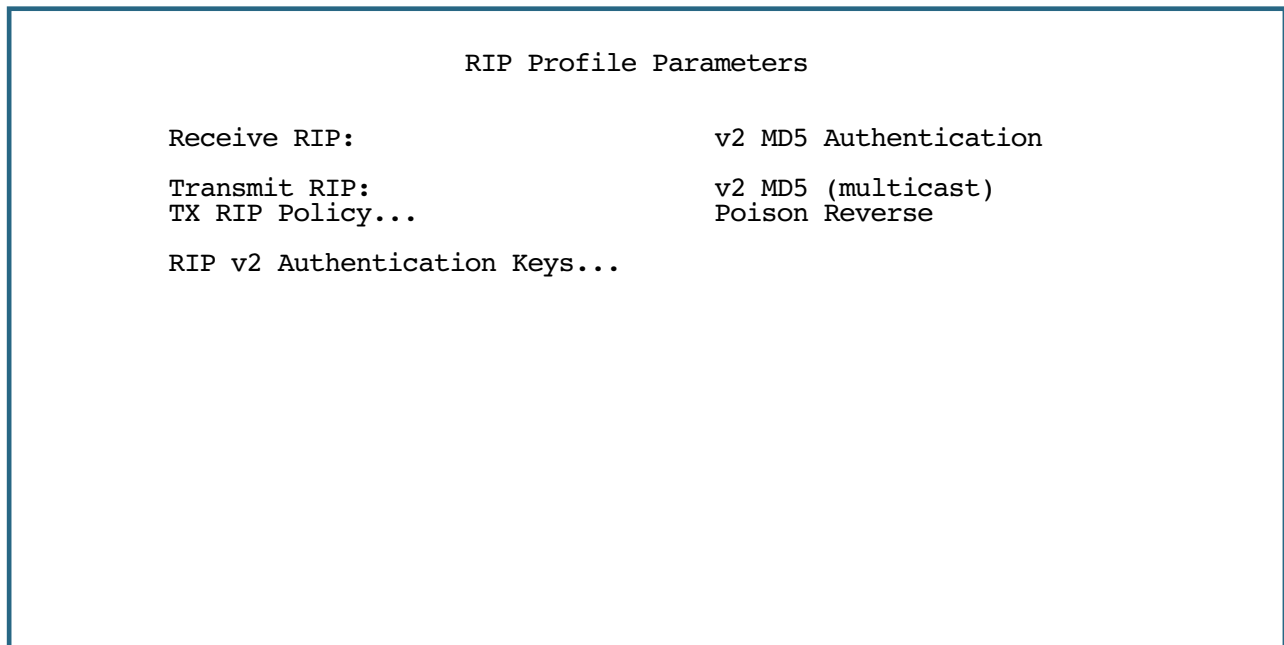 RIP Profile Parameters
Receive RIP: v2 MD5 Authentication
Transmit RIP: v2 MD5 (multicast)
TX RIP Policy... Poison Reverse
RIP v2 Authentication Keys...